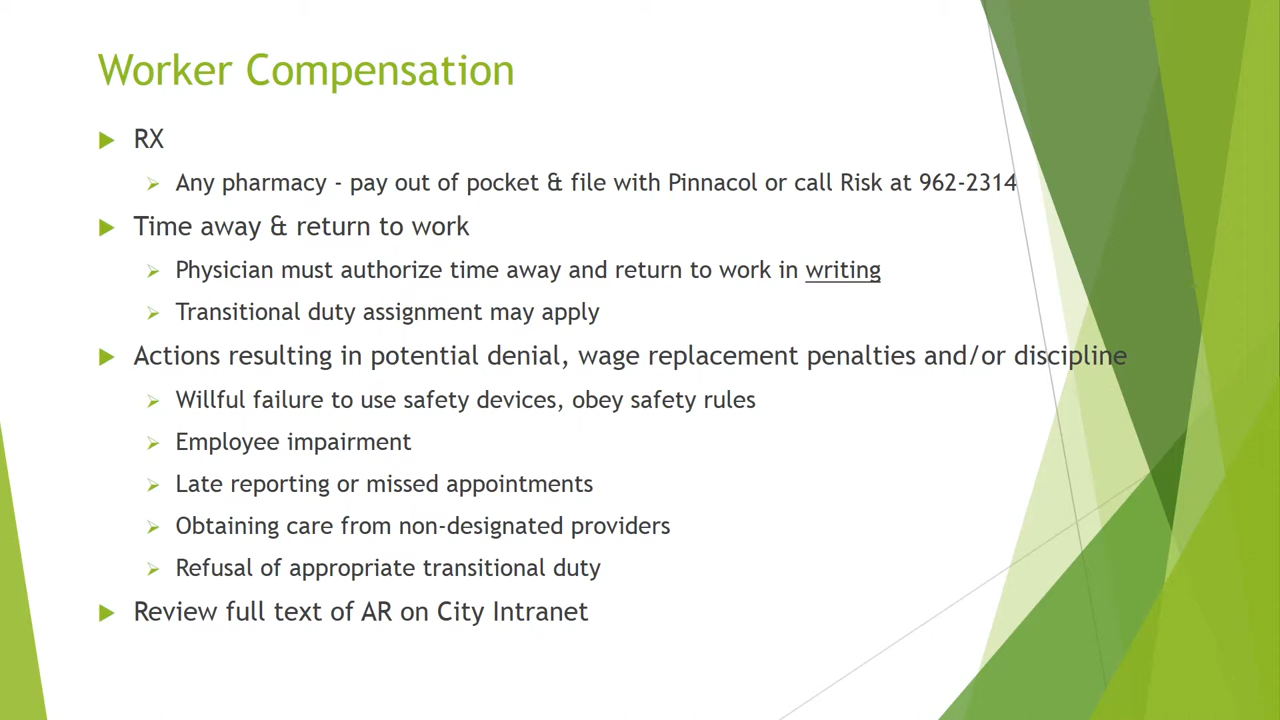 Worker Compensation
RX
Any pharmacy - pay out of pocket & file with Pinnacol or call Risk at 962-2314
Time away & return to work
Physician must authorize time away and return to work in writing
Transitional duty assignment may apply
Actions resulting in potential denial, wage replacement penalties and/or discipline
Willful failure to use safety devices, obey safety rules
Employee impairment
Late reporting or missed appointments
Obtaining care from non-designated providers
Refusal of appropriate transitional duty
Review full text of AR on City Intranet